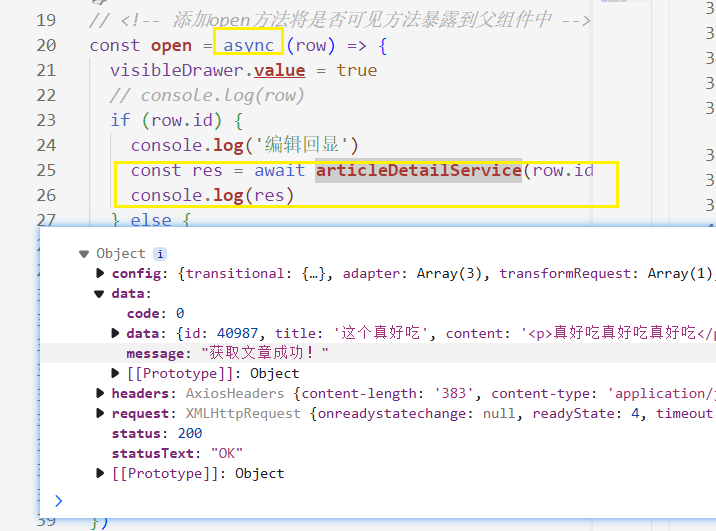 19 // <!-- 添加open方法将是否可见方法暴露到父组件中 -->
20 const open = async (row) => {
21 visibleDrawer.value = true
22 // console.log(row)
23 if (row.id) {
24 console.log('编辑回显')
25 const res = await articleDetailService(row.id
26 console.log(res)
27 } else {
Object i
config: {transitional: {…}, adapter: Array(3), transformRequest: Array(1),
data:
code: 0
data: {id: 40987, title: '这个真好吃', content: '<p>真好吃真好吃真好吃</p
message: "获取文章成功！"
[[Prototype]]: Object
headers: AxiosHeaders {content-length: '383', content-type: 'application/j
request: XMLHttpRequest {onreadystatechange: null, readyState: 4, timeout
status: 200
statusText: "OK"
[[Prototype]]: Object
>
39 })